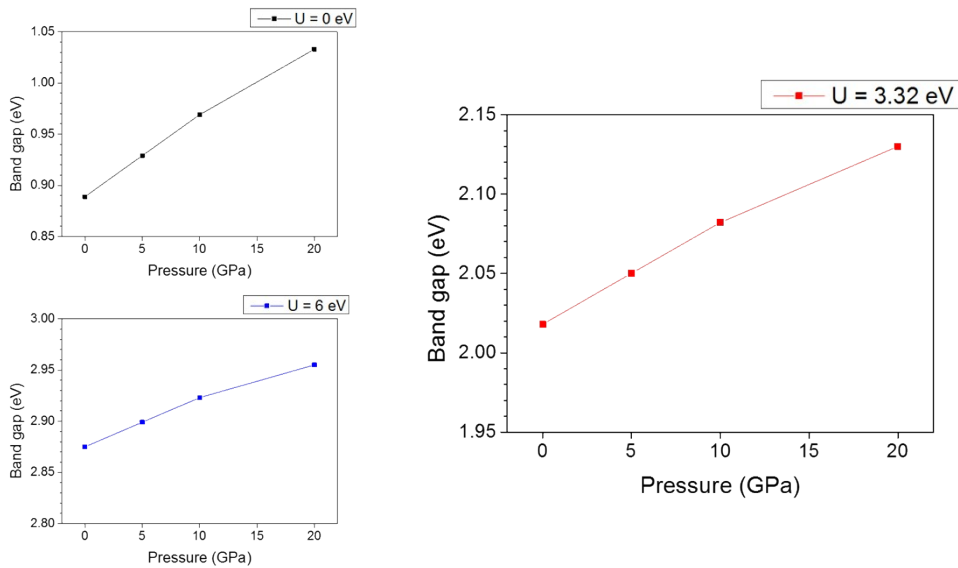 U = 0 eV
1.05
1.00
0.95
0.90
0.85
Band gap (eV)
0 5 10 15 20
Pressure (GPa)
U = 6 eV
3.00
2.95
2.90
2.85
2.80
Band gap (eV)
0 5 10 15 20
Pressure (GPa)
U = 3.32 eV
2.15
2.10
2.05
2.00
1.95
Band gap (eV)
0 5 10 15 20
Pressure (GPa)